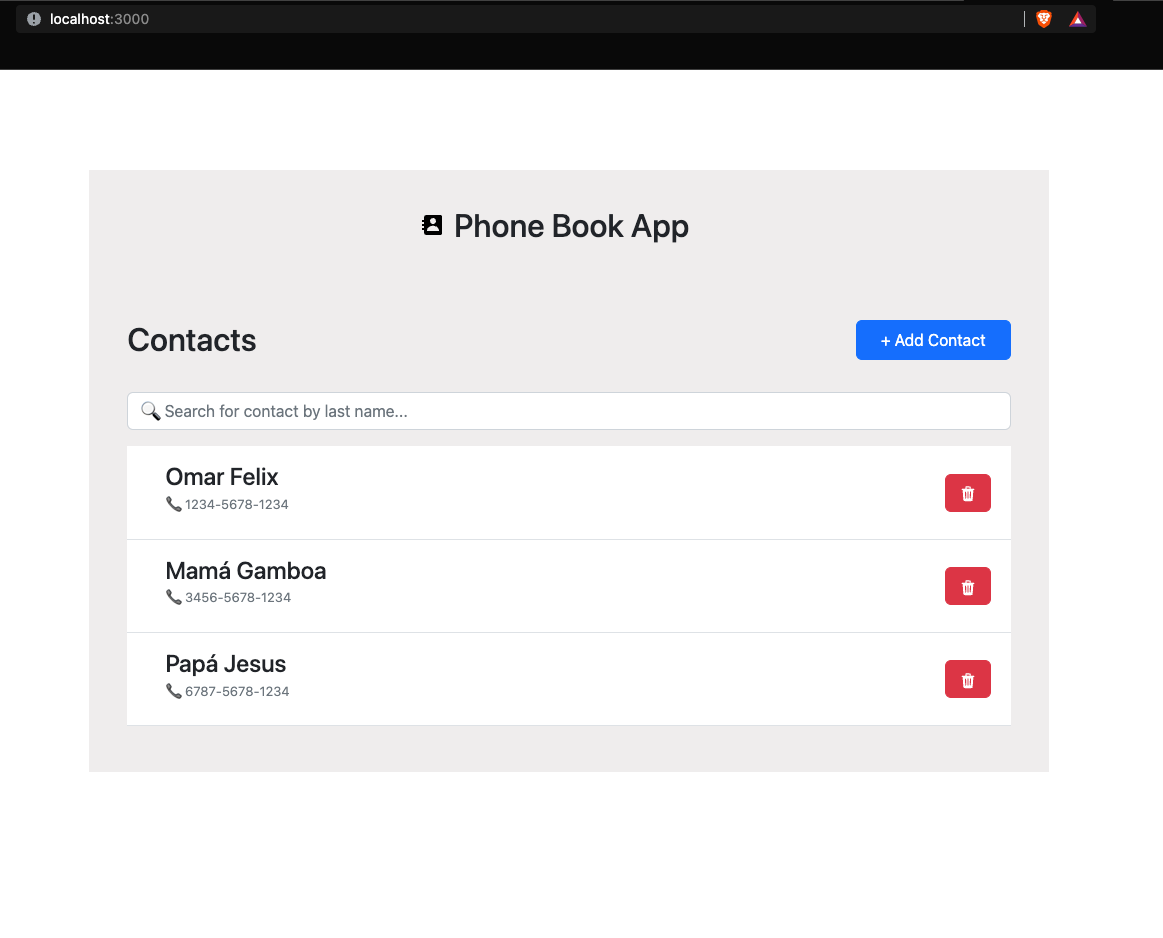 localhost:3000
Phone Book App
Contacts
+ Add Contact
Search for contact by last name...
Omar Felix
1234-5678-1234
Mamá Gamboa
3456-5678-1234
Papá Jesus
6787-5678-1234